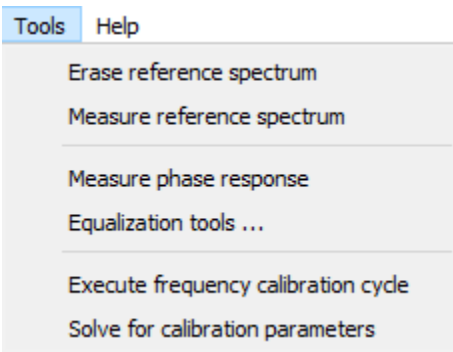 Tools Help
Erase reference spectrum
Measure reference spectrum
Measure phase response
Equalization tools ...
Execute frequency calibration cycle
Solve for calibration parameters